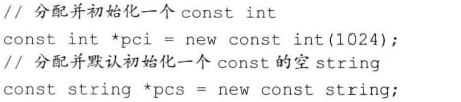 // 分配并初始化一个 const int
const int *pci = new const int(1024);
// 分配并默认初始化一个 const 的空 string
const string *pcs = new const string;